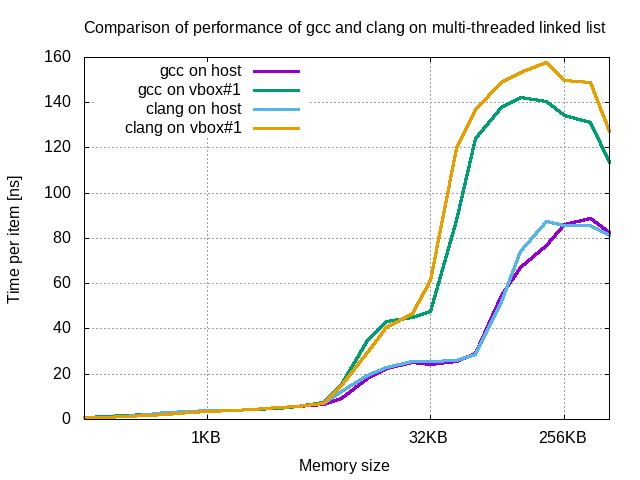 Comparison of performance of gcc and clang on multi-threaded linked list
gcc on host
gcc on vbox#1
clang on host
clang on vbox#1
160
140
120
100
80
60
40
20
0
Time per item [ns]
1KB
32KB
256KB
Memory size